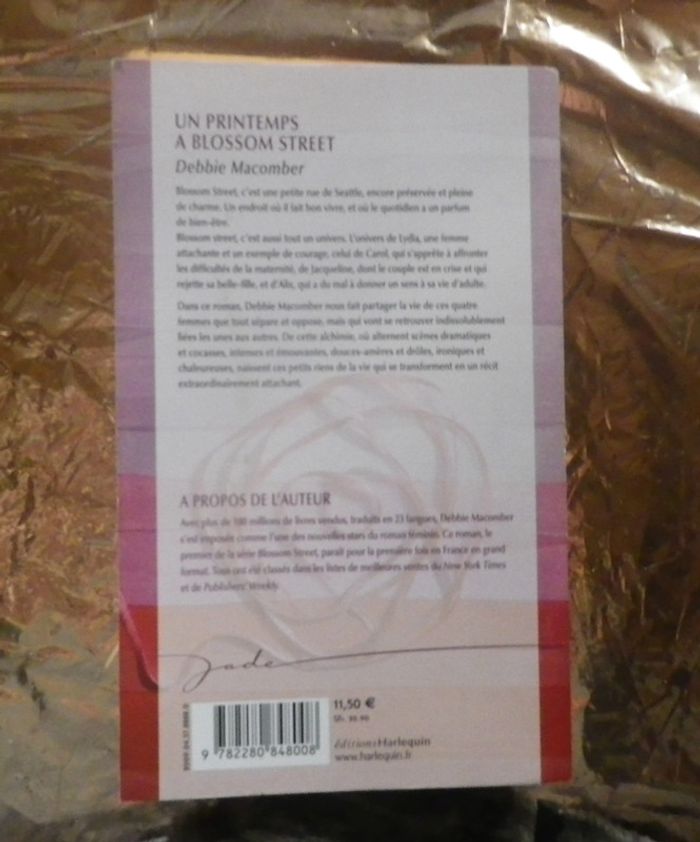 UN PRINTEMPS
A BLOSSOM STREET
Debbie Macomber
Blossom Street, c'est une petite rue de Seattle, encore préservée et pleine
de charme. Un endroit où il fait bon vivre, et où le quotidien a un parfum
de bien-être.
Blossom street, c'est aussi tout un univers. L'univers de Lydia, une femme
attachante et un exemple de courage, celui de Carol, qui s'apprête à affronter
les difficultés de la maternité, de Jacqueline, dont le couple est en crise et qui
rejette sa belle-fille, et d'Alix, qui a du mal à donner un sens à sa vie d'adulte.
Dans ce roman, Debbie Macomber nous fait partager la vie de ces quatre
femmes que tout sépare et oppose, mais qui vont se retrouver indissolublement
liées les unes aux autres. De cette alchimie, où alternent scènes dramatiques
et cocasses, intenses et émouvantes, douces-amères et drôles, ironiques et
chaleureuses, naissent ces petits riens de la vie qui se transforment en un récit
extraordinairement attachant.
A PROPOS DE L'AUTEUR
Avec plus de 100 millions de livres vendus, traduits en 23 langues, Debbie Macomber
s'est imposée comme l'une des nouvelles stars du roman féminin. Ce roman, le
premier de la série Blossom Street, paraît pour la première fois en France en grand
format. Tous ont été classés dans les listes de meilleures ventes du New York Times
et de Publishers' Weekly.
Jade
11,50 €
9 782280 848008
éditions Harlequin
www.harlequin.fr